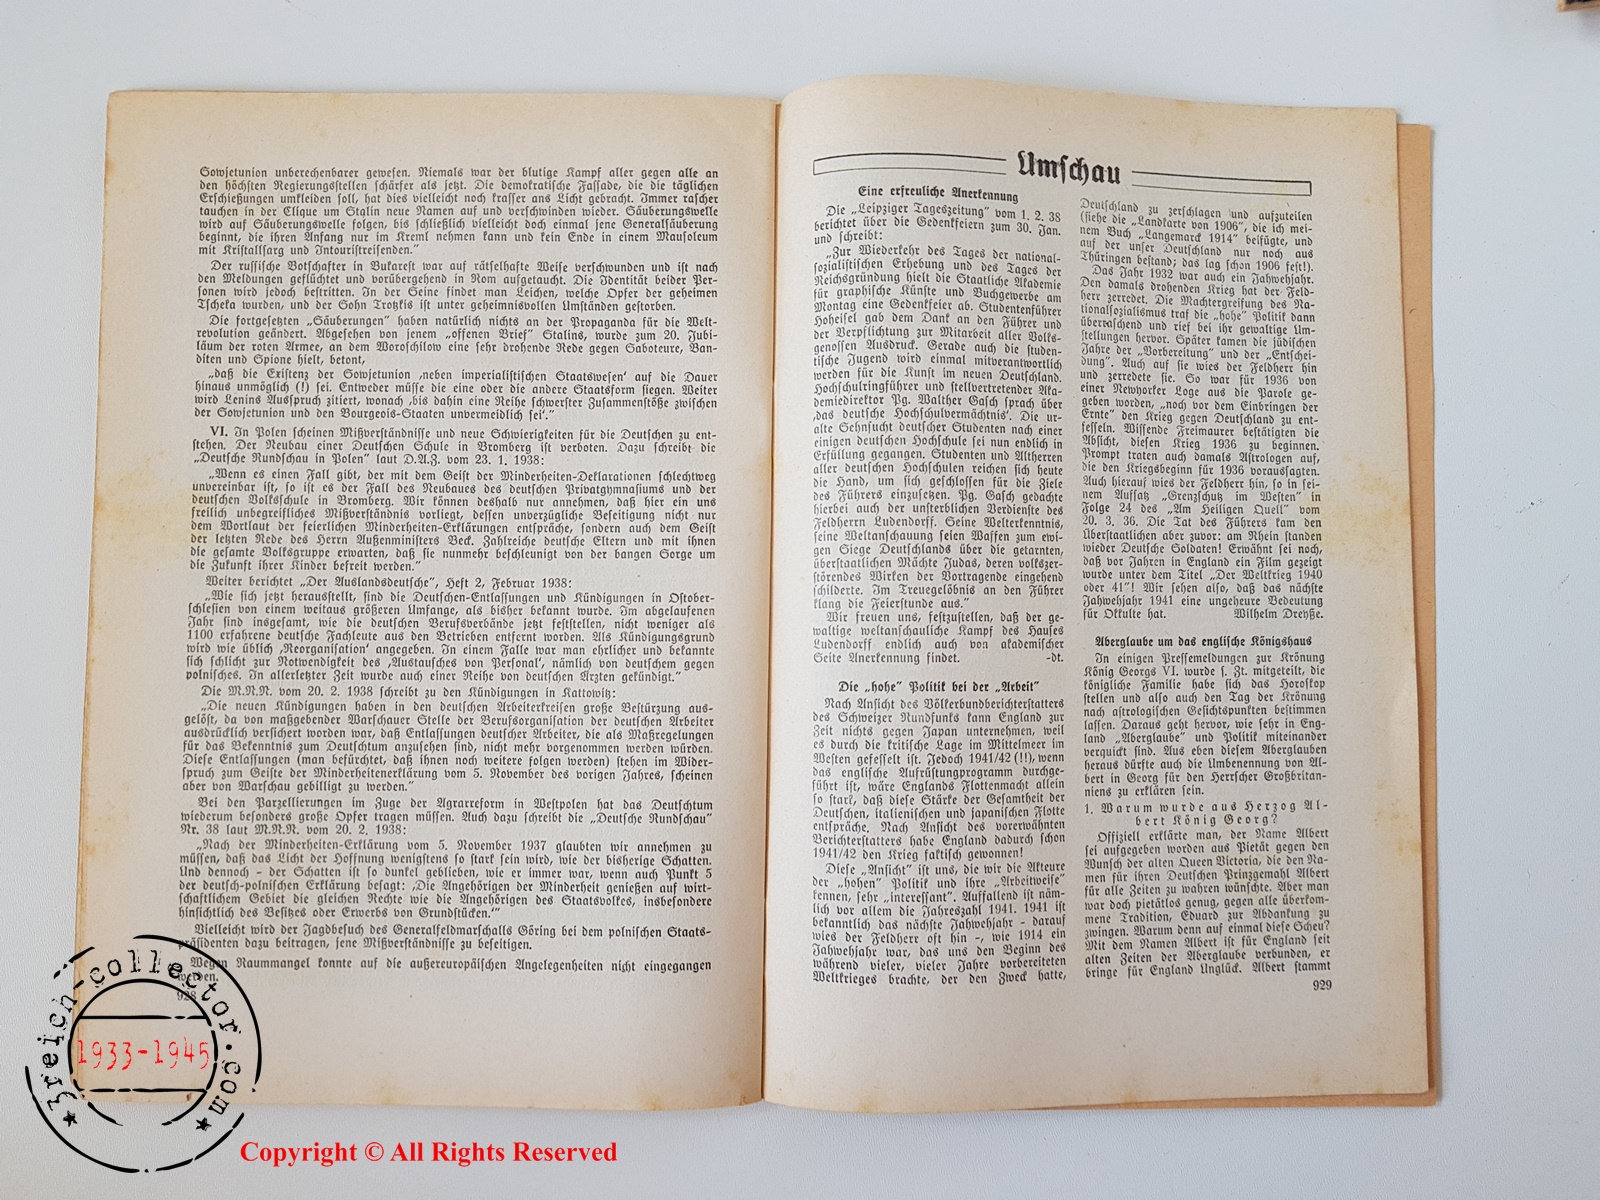 Sowjetunion unberechenbarer gewesen. Niemals war der blutige Kampf aller gegen alle an
den höchsten Regierungsstellen schärfer als jetzt. Die demokratische Fassade, die die täglichen
Erschießungen umkleiden soll, hat dies vielleicht noch krasser ans Licht gebracht. Immer rascher
tauchen in der Clique um Stalin neue Namen auf und verschwinden wieder. Säuberungswelle
wird auf Säuberungswelle folgen, bis schließlich vielleicht doch einmal jene Generalsäuberung
beginnt, die ihren Anfang nur im Kreml nehmen kann und kein Ende in einem Mausoleum
mit Kristallsarg und Intouristreisenden.”
Der russische Botschafter in Bukarest war auf rätselhafte Weise verschwunden und ist nach
den Meldungen geflüchtet und vorübergehend in Rom aufgetaucht. Die Identität beider Per-
sonen wird jedoch bestritten. In der Seine findet man Leichen, welche Opfer der geheimen
Tscheka wurden, und der Sohn Trotzkis ist unter geheimnisvollen Umständen gestorben.
Die fortgesetzten „Säuberungen” haben natürlich nichts an der Propaganda für die Welt-
revolution geändert. Abgesehen von jenem „offenen Brief” Stalins, wurde zum 20. Jubi-
läum der roten Armee, an dem Woroschilow eine sehr drohende Rede gegen Saboteure, Ban-
diten und Spione hielt, betont,
„daß die Existenz der Sowjetunion ‚neben imperialistischen Staatswesen’ auf die Dauer
hinaus unmöglich (!) sei. Entweder müsse die eine oder die andere Staatsform siegen. Weiter
wird Lenins Ausspruch zitiert, wonach ‚bis dahin eine Reihe schwerster Zusammenstöße zwischen
der Sowjetunion und den Bourgeois-Staaten unvermeidlich sei’.”
VI. In Polen scheinen Mißverständnisse und neue Schwierigkeiten für die Deutschen zu ent-
stehen. Der Neubau einer Deutschen Schule in Bromberg ist verboten. Dazu schreibt die
„Deutsche Rundschau in Polen” laut D.A.Z. vom 23. 1. 1938:
„Wenn es einen Fall gibt, der mit dem Geist der Minderheiten-Deklarationen schlechtweg
unvereinbar ist, so ist es der Fall des Neubaues des deutschen Privatgymnasiums und der
deutschen Volksschule in Bromberg. Wir können deshalb nur annehmen, daß hier ein uns
freilich unbegreifliches Mißverständnis vorliegt, dessen unverzügliche Beseitigung nicht nur
dem Wortlaut der feierlichen Minderheiten-Erklärungen entspräche, sondern auch dem Geist
der letzten Rede des Herrn Außenministers Beck. Zahlreiche deutsche Eltern und mit ihnen
die gesamte Volksgruppe erwarten, daß sie nunmehr beschleunigt von der bangen Sorge um
die Zukunft ihrer Kinder befreit werden.”
Weiter berichtet „Der Auslandsdeutsche”, Heft 2, Februar 1938:
„Wie sich jetzt herausstellt, sind die Deutschen-Entlassungen und Kündigungen in Ostober-
schlesien von einem weitaus größeren Umfange, als bisher bekannt wurde. Im abgelaufenen
Jahr sind insgesamt, wie die deutschen Berufsverbände jetzt feststellen, nicht weniger als
1100 erfahrene deutsche Fachleute aus den Betrieben entfernt worden. Als Kündigungsgrund
wird wie üblich ‚Reorganisation’ angegeben. In einem Falle war man ehrlicher und bekannte
sich schlicht zur Notwendigkeit des ‚Austausches von Personal’, nämlich von deutschem gegen
polnisches. In allerletzter Zeit wurde auch einer Reihe von deutschen Ärzten gekündigt.”
Die M.N.N. vom 20. 2. 1938 schreibt zu den Kündigungen in Kattowitz:
„Die neuen Kündigungen haben in den deutschen Arbeiterkreisen große Bestürzung aus-
gelöst, da von maßgebender Warschauer Stelle der Berufsorganisation der deutschen Arbeiter
ausdrücklich versichert worden war, daß Entlassungen deutscher Arbeiter, die als Maßregelungen
für das Bekenntnis zum Deutschtum anzusehen sind, nicht mehr vorgenommen werden würden.
Diese Entlassungen (man befürchtet, daß ihnen noch weitere folgen werden) stehen im Wider-
spruch zum Geiste der Minderheitenerklärung vom 5. November des vorigen Jahres, scheinen
aber von Warschau gebilligt zu werden.”
Bei den Parzellierungen im Zuge der Agrarreform in Westpolen hat das Deutschtum
wiederum besonders große Opfer tragen müssen. Auch dazu schreibt die „Deutsche Rundschau”
Nr. 38 laut M.N.N. vom 20. 2. 1938:
„Nach der Minderheiten-Erklärung vom 5. November 1937 glaubten wir annehmen zu
müssen, daß das Licht der Hoffnung wenigstens so stark sein wird, wie der bisherige Schatten.
Und dennoch - der Schatten ist so dunkel geblieben, wie er immer war, wenn auch Punkt 5
der deutsch-polnischen Erklärung besagt: ‚Die Angehörigen der Minderheit genießen auf wirt-
schaftlichem Gebiet die gleichen Rechte wie die Angehörigen des Staatsvolkes, insbesondere
hinsichtlich des Besitzes oder Erwerbs von Grundstücken.’”
Vielleicht wird der Jagdbesuch des Generalfeldmarschalls Göring bei dem polnischen Staats-
präsidenten dazu beitragen, jene Mißverständnisse zu beseitigen.
Wegen Raummangel konnte auf die außereuropäischen Angelegenheiten nicht eingegangen
werden.
928
Umschau
Eine erfreuliche Anerkennung
Die „Leipziger Tageszeitung” vom 1. 2. 38
berichtet über die Gedenkfeiern zum 30. Jan.
und schreibt:
„Zur Wiederkehr des Tages der national-
sozialistischen Erhebung und des Tages der
Reichsgründung hielt die Staatliche Akademie
für graphische Künste und Buchgewerbe am
Montag eine Gedenkfeier ab. Studentenführer
Hoheisel gab dem Dank an den Führer und
der Verpflichtung zur Mitarbeit aller Volks-
genossen Ausdruck. Gerade auch die studen-
tische Jugend wird einmal mitverantwortlich
werden für die Kunst im neuen Deutschland.
Hochschulringführer und stellvertretender Aka-
demiedirektor Pg. Walther Gasch sprach über
‚das deutsche Hochschulvermächtnis’. Die ur-
alte Sehnsucht deutscher Studenten nach einer
einigen deutschen Hochschule sei nun endlich in
Erfüllung gegangen. Studenten und Altherren
aller deutschen Hochschulen reichen sich heute
die Hand, um sich geschlossen für die Ziele
des Führers einzusetzen. Pg. Gasch gedachte
hierbei auch der unsterblichen Verdienste des
Feldherrn Ludendorff. Seine Welterkenntnis,
seine Weltanschauung seien Waffen zum ewi-
gen Siege Deutschlands über die getarnten,
überstaatlichen Mächte Judas, deren volkszer-
störendes Wirken der Vortragende eingehend
schilderte. Im Treuegelöbnis an den Führer
klang die Feierstunde aus.”
Wir freuen uns, festzustellen, daß der ge-
waltige weltanschauliche Kampf des Hauses
Ludendorff endlich auch von akademischer
Seite Anerkennung findet. -dt.
Die „hohe” Politik bei der „Arbeit”
Nach Ansicht des Völkerbundberichterstatters
des Schweizer Rundfunks kann England zur
Zeit nichts gegen Japan unternehmen, weil
es durch die kritische Lage im Mittelmeer im
Westen gefesselt ist. Jedoch 1941/42 (!!), wenn
das englische Aufrüstungprogramm durchge-
führt ist, wäre Englands Flottenmacht allein
so stark, daß diese Stärke der Gesamtheit der
Deutschen, italienischen und japanischen Flotte
entspräche. Nach Ansicht des vorerwähnten
Berichterstatters habe England dadurch schon
1941/42 den Krieg faktisch gewonnen!
Diese „Ansicht” ist uns, die wir die Akteure
der „hohen” Politik und ihre „Arbeitweise”
kennen, sehr „interessant”. Auffallend ist näm-
lich vor allem die Jahreszahl 1941. 1941 ist
bekanntlich das nächste Jahwehjahr - darauf
wies der Feldherr oft hin -, wie 1914 ein
Jahwehjahr war, das uns den Beginn des
während vieler, vieler Jahre vorbereiteten
Weltkrieges brachte, der den Zweck hatte,
Deutschland zu zerschlagen und aufzuteilen
(siehe die „Landkarte von 1906”, die ich mei-
nem Buch „Langemarck 1914” beifügte, und
auf der unser Deutschland nur noch aus
Thüringen bestand; das lag schon 1906 fest!).
Das Jahr 1932 war auch ein Jahwehjahr.
Den damals drohenden Krieg hat der Feld-
herr zerredet. Die Machtergreifung des Na-
tionalsozialismus traf die „hohe” Politik dann
überraschend und rief bei ihr gewaltige Um-
stellungen hervor. Später kamen die jüdischen
Jahre der „Vorbereitung” und der „Entschei-
dung”. Auch auf sie wies der Feldherr hin
und zerredete sie. So war für 1936 von
einer Newyorker Loge aus die Parole ge-
geben worden, „noch vor dem Einbringen der
Ernte” den Krieg gegen Deutschland zu ent-
fesseln. Wissende Freimaurer bestätigten die
Absicht, diesen Krieg 1936 zu beginnen.
Prompt traten auch damals Astrologen auf,
die den Kriegsbeginn für 1936 voraussagten.
Auch hierauf wies der Feldherr hin, so in sei-
nem Aufsatz „Grenzschutz im Westen” in
Folge 24 des „Am Heiligen Quell” vom
20. 3. 36. Die Tat des Führers kam den
Überstaatlichen aber zuvor: am Rhein standen
wieder Deutsche Soldaten! Erwähnt sei noch,
daß vor Jahren in England ein Film gezeigt
wurde unter dem Titel „Der Weltkrieg 1940
oder 41”! Wir sehen also, daß das nächste
Jahwehjahr 1941 eine ungeheure Bedeutung
für Okkulte hat. Wilhelm Dreyße.
Aberglaube um das englische Königshaus
In einigen Pressemeldungen zur Krönung
König Georgs VI. wurde s. Zt. mitgeteilt, die
königliche Familie habe sich das Horoskop
stellen und also auch den Tag der Krönung
nach astrologischen Gesichtspunkten bestimmen
lassen. Daraus geht hervor, wie sehr in Eng-
land „Aberglaube” und Politik miteinander
verquickt sind. Aus eben diesem Aberglauben
heraus dürfte auch die Umbenennung von Al-
bert in Georg für den Herrscher Großbritan-
niens zu erklären sein.
1. Warum wurde aus Herzog Al-
bert König Georg?
Offiziell erklärte man, der Name Albert
sei aufgegeben worden aus Pietät gegen den
Wunsch der alten Queen Victoria, die den Na-
men für ihren Deutschen Prinzgemahl Albert
für alle Zeiten zu wahren wünschte. Aber man
war doch pietätlos genug, gegen alle überkom-
mene Tradition, Eduard zur Abdankung zu
zwingen. Warum denn auf einmal diese Scheu?
Mit dem Namen Albert ist für England seit
alten Zeiten der Aberglaube verbunden, er
bringe für England Unglück. Albert stammt
929
3reich-collector.com
1933-1945
Copyright © All Rights Reserved